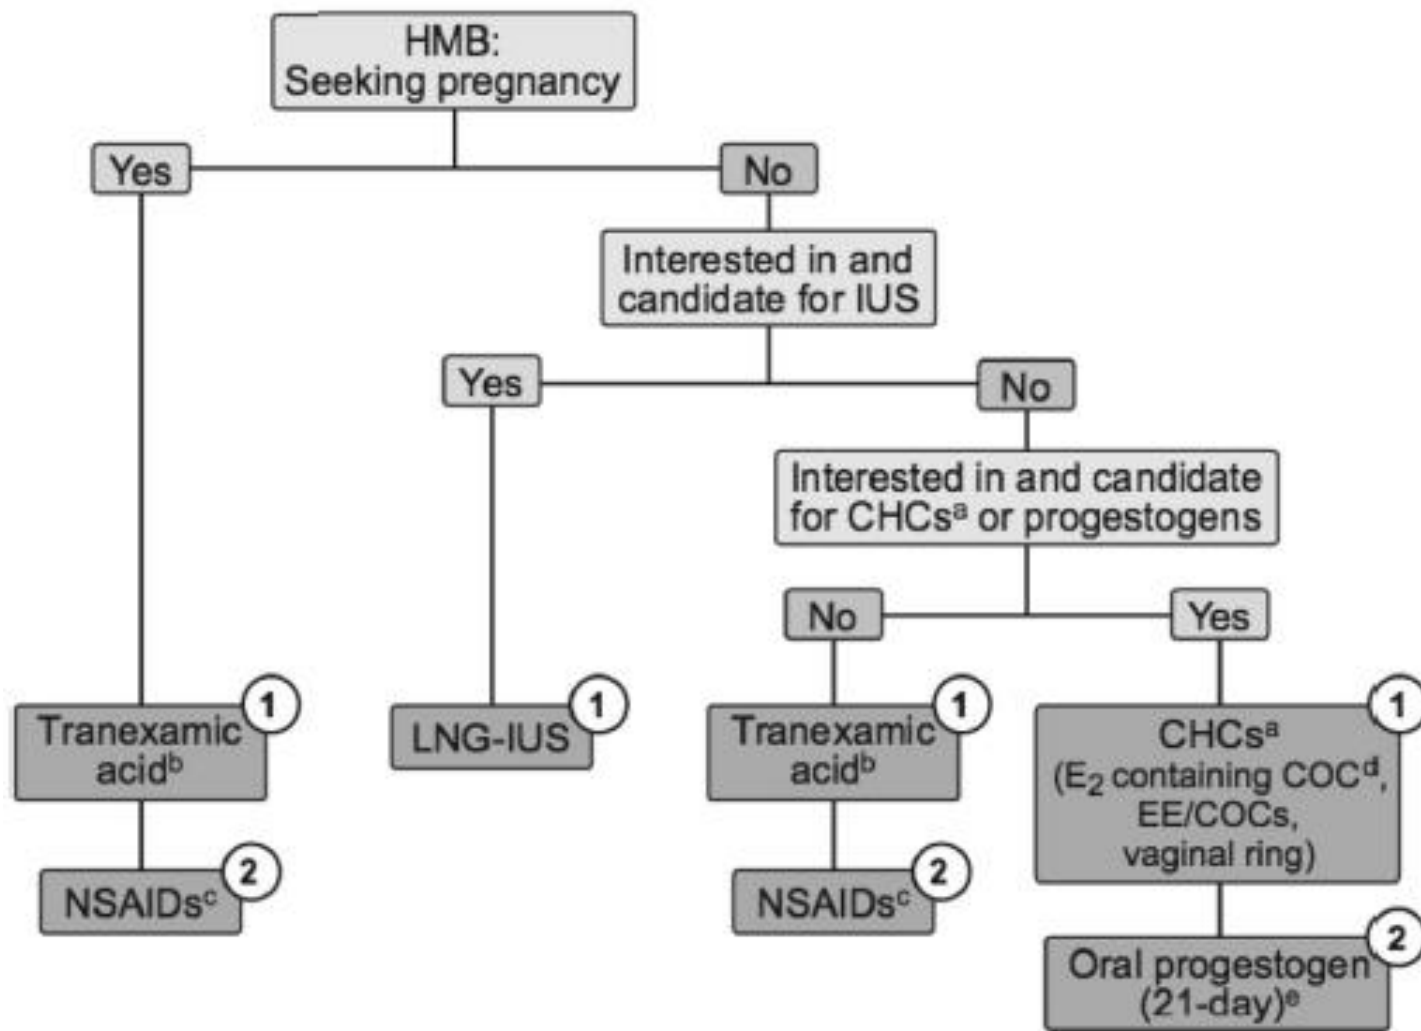 HMB:
Seeking pregnancy
Yes
No
Interested in and
candidate for IUS
Yes
No
Interested in and candidate
for CHCsᵃ or progestogens
No
Yes
1
Tranexamic
acidᵇ
2
NSAIDsᶜ
1
LNG-IUS
1
Tranexamic
acidᵇ
2
NSAIDsᶜ
1
CHCsᵃ
(E₂ containing COCᵈ,
EE/COCs,
vaginal ring)
2
Oral progestogen
(21-day)ᵉ